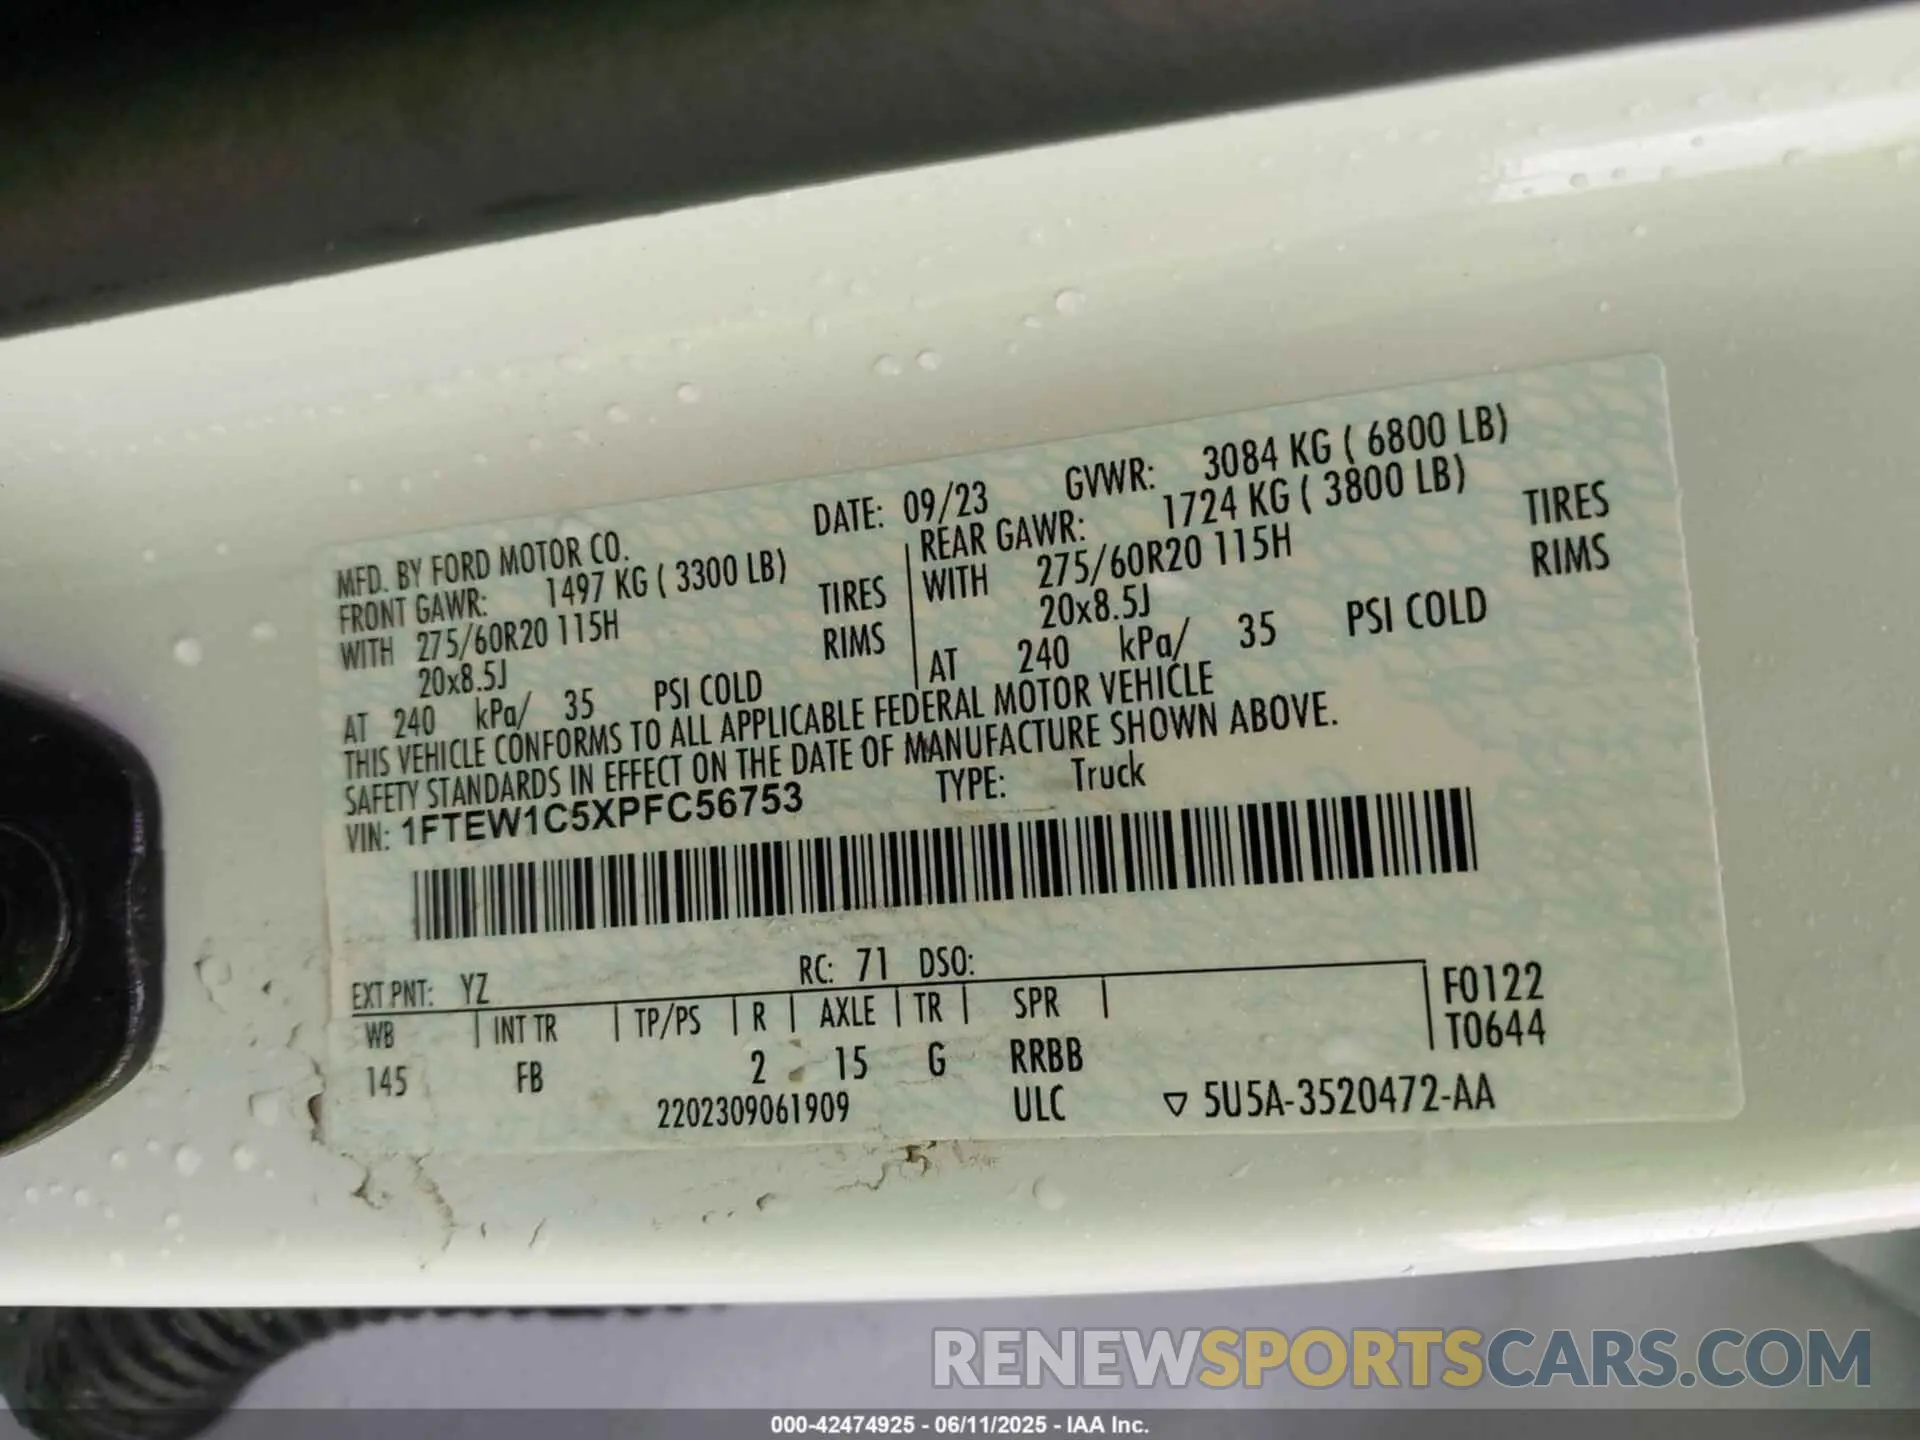 MFD. BY FORD MOTOR CO. DATE: 09/23 GVWR: 3084 KG ( 6800 LB)
FRONT GAWR: 1497 KG ( 3300 LB) REAR GAWR: 1724 KG ( 3800 LB)
WITH 275/60R20 115H TIRES WITH 275/60R20 115H TIRES
20x8.5J RIMS 20x8.5J RIMS
AT 240 kPa/ 35 PSI COLD AT 240 kPa/ 35 PSI COLD
THIS VEHICLE CONFORMS TO ALL APPLICABLE FEDERAL MOTOR VEHICLE
SAFETY STANDARDS IN EFFECT ON THE DATE OF MANUFACTURE SHOWN ABOVE.
VIN: 1FTEW1C5XPFC56753 TYPE: Truck
EXT PNT: YZ RC: 71 DSO:
WB INT TR TP/PS R AXLE TR SPR F0122
T0644
145 FB 2 15 G RRBB
2202309061909 ULC ▽ 5U5A-3520472-AA
RENEWSPORTSCARS.COM
000-42474925 - 06/11/2025 - IAA Inc.